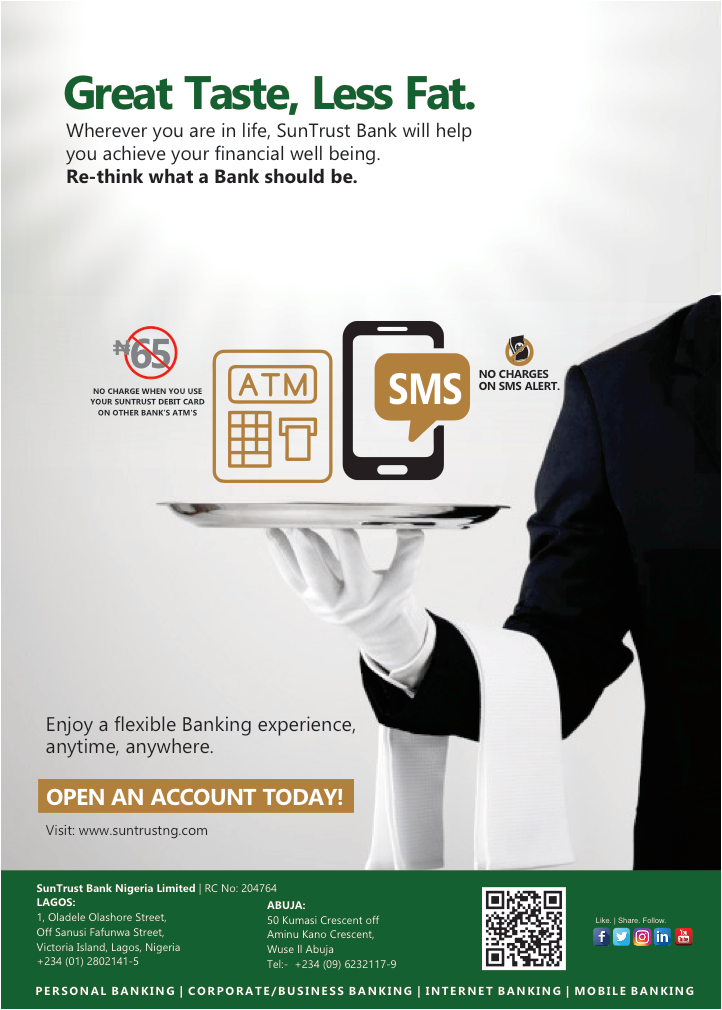 Great Taste, Less Fat.
Wherever you are in life, SunTrust Bank will help
you achieve your financial well being.
Re-think what a Bank should be.
₦65
NO CHARGE WHEN YOU USE
YOUR SUNTRUST DEBIT CARD
ON OTHER BANK'S ATM'S
ATM
SMS
NO CHARGES
ON SMS ALERT.
Enjoy a flexible Banking experience,
anytime, anywhere.
OPEN AN ACCOUNT TODAY!
Visit: www.suntrustng.com
SunTrust Bank Nigeria Limited | RC No: 204764
LAGOS:
1, Oladele Olashore Street,
Off Sanusi Fafunwa Street,
Victoria Island, Lagos, Nigeria
+234 (01) 2802141-5
ABUJA:
50 Kumasi Crescent off
Aminu Kano Crescent,
Wuse ll Abuja
Tel:- +234 (09) 6232117-9
Like. | Share. Follow.
PERSONAL BANKING | CORPORATE/BUSINESS BANKING | INTERNET BANKING | MOBILE BANKING